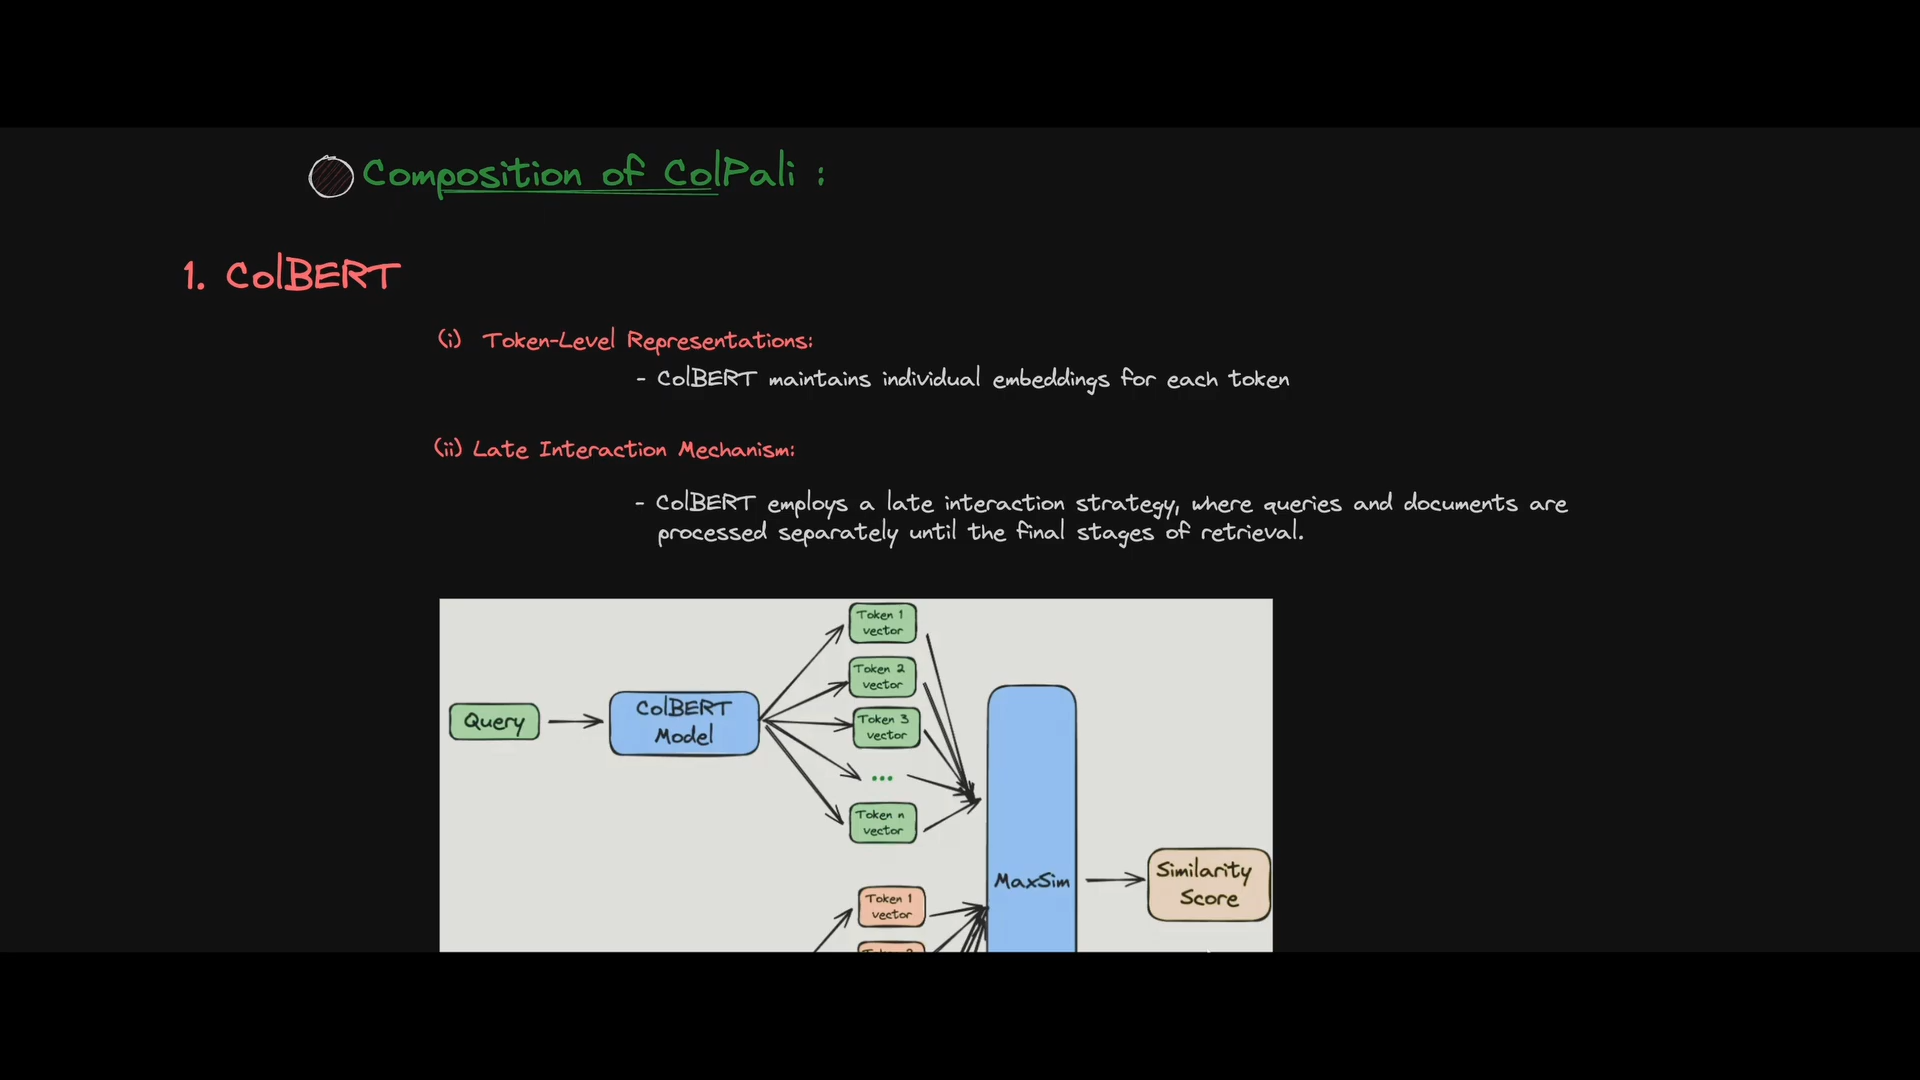 Composition of ColPali :
1. ColBERT
(i) Token-Level Representations:
- ColBERT maintains individual embeddings for each token
(ii) Late Interaction Mechanism:
- ColBERT employs a late interaction strategy, where queries and documents are
processed separately until the final stages of retrieval.
Token 1
vector
Token 2
vector
Query
ColBERT
Model
Token 3
vector
...
Token n
vector
MaxSim
Similarity
Score
Token 1
vector